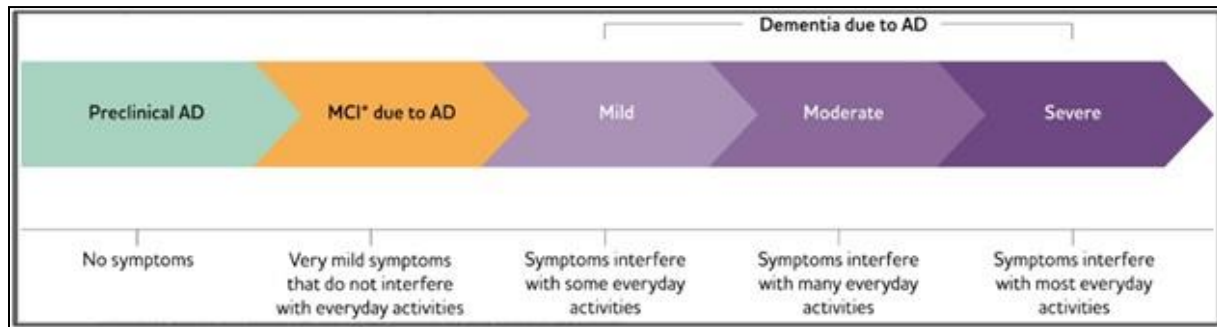 Dementia due to AD
Preclinical AD
MCI* due to AD
Mild
Moderate
Severe
No symptoms
Very mild symptoms
that do not interfere
with everyday activities
Symptoms interfere
with some everyday
activities
Symptoms interfere
with many everyday
activities
Symptoms interfere
with most everyday
activities